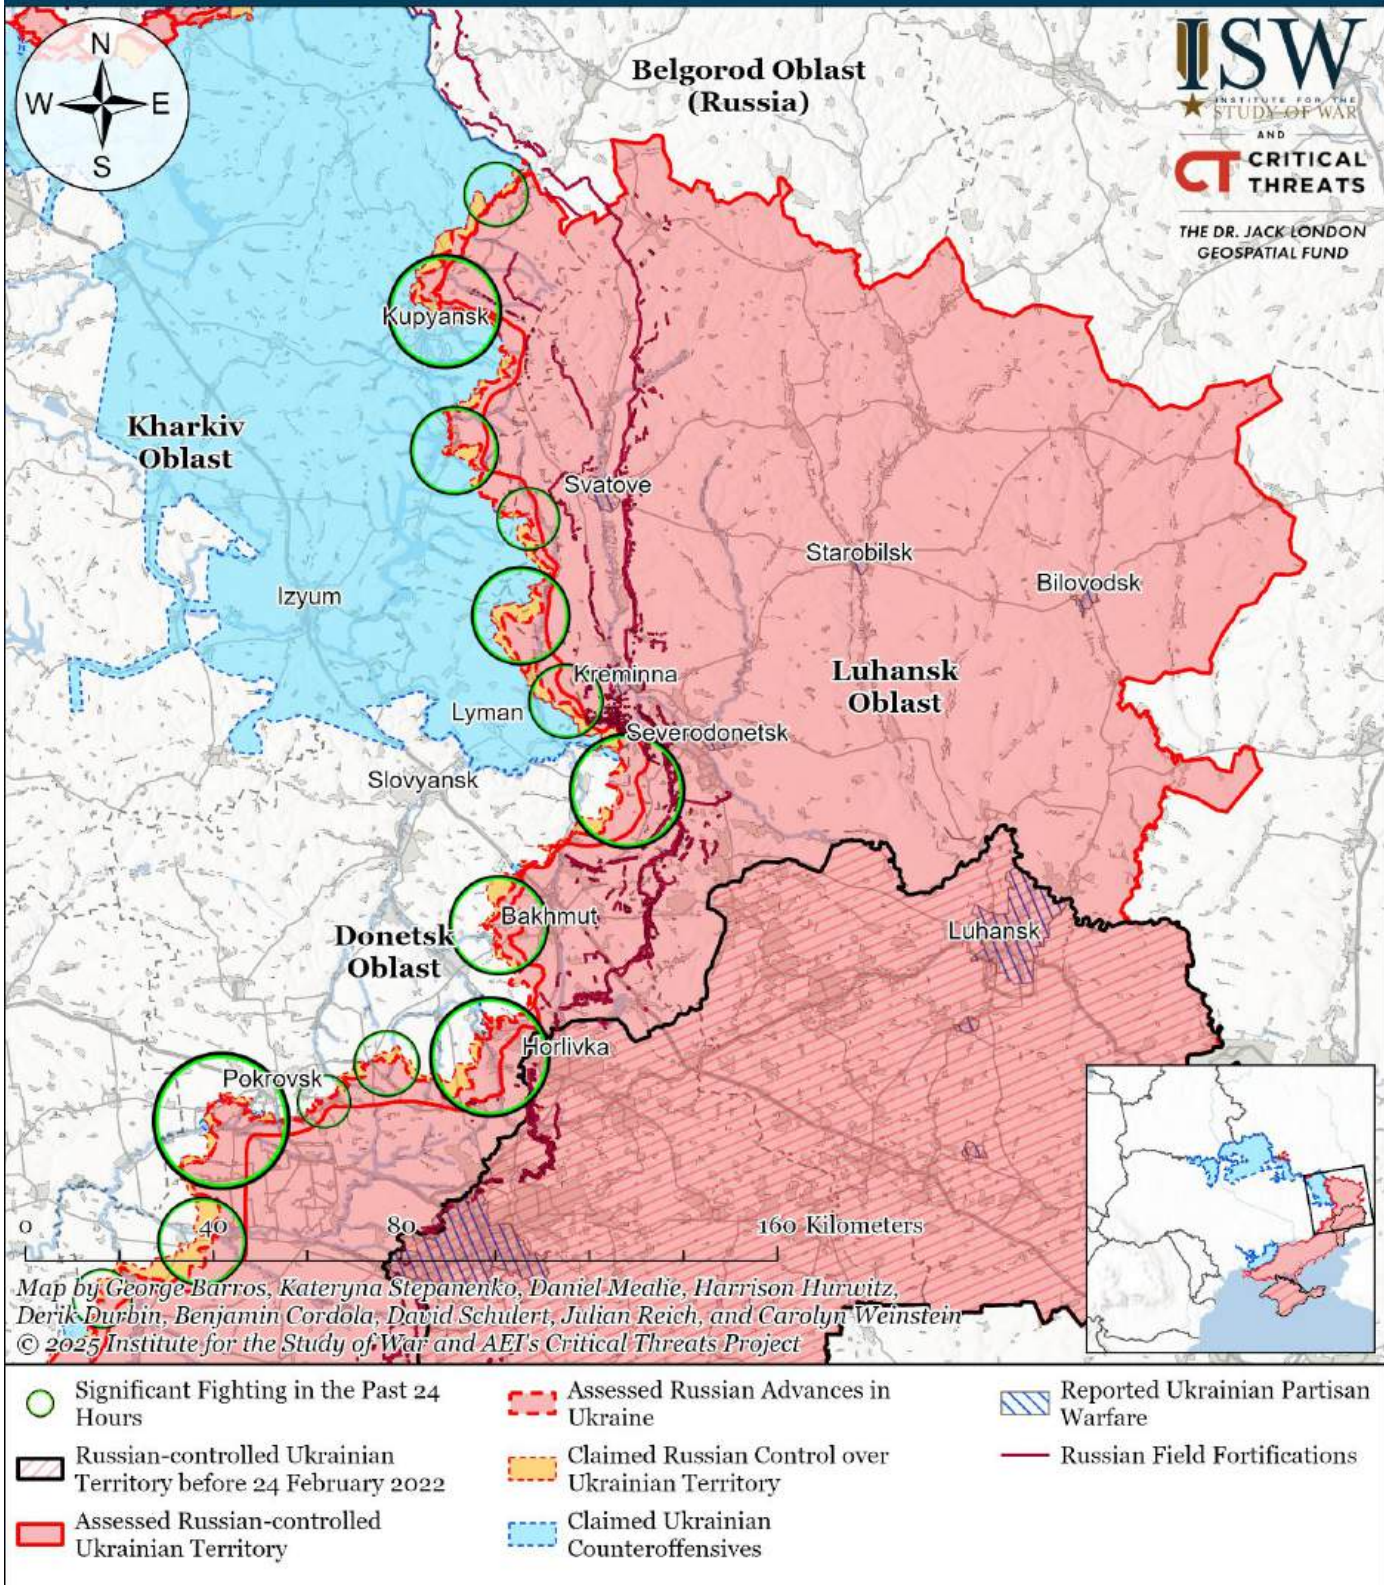 N
W E
S
Belgorod Oblast
(Russia)
ISW
INSTITUTE FOR THE
STUDY OF WAR
AND
CT CRITICAL
THREATS
THE DR. JACK LONDON
GEOSPATIAL FUND
Kupyansk
Kharkiv
Oblast
Svatove
Starobilsk
Bilovodsk
Izyum
Kreminna
Luhansk
Oblast
Lyman
Severodonetsk
Slovyansk
Bakhmut
Luhansk
Donetsk
Oblast
Horlivka
Pokrovsk
0 40 80 160 Kilometers
Map by George Barros, Kateryna Stepanenko, Daniel Mealie, Harrison Hurwitz,
Derik Durbin, Benjamin Cordola, David Schulert, Julian Reich, and Carolyn Weinstein
© 2025 Institute for the Study of War and AEI's Critical Threats Project
Significant Fighting in the Past 24
Hours
Russian-controlled Ukrainian
Territory before 24 February 2022
Assessed Russian-controlled
Ukrainian Territory
Assessed Russian Advances in
Ukraine
Claimed Russian Control over
Ukrainian Territory
Claimed Ukrainian
Counteroffensives
Reported Ukrainian Partisan
Warfare
Russian Field Fortifications